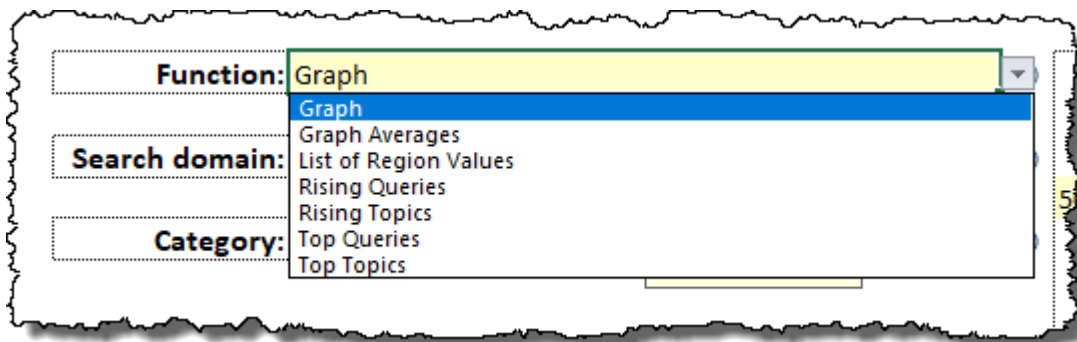 Function: Graph
Graph
Graph Averages
Search domain: List of Region Values
Rising Queries
Rising Topics
Category: Top Queries
Top Topics